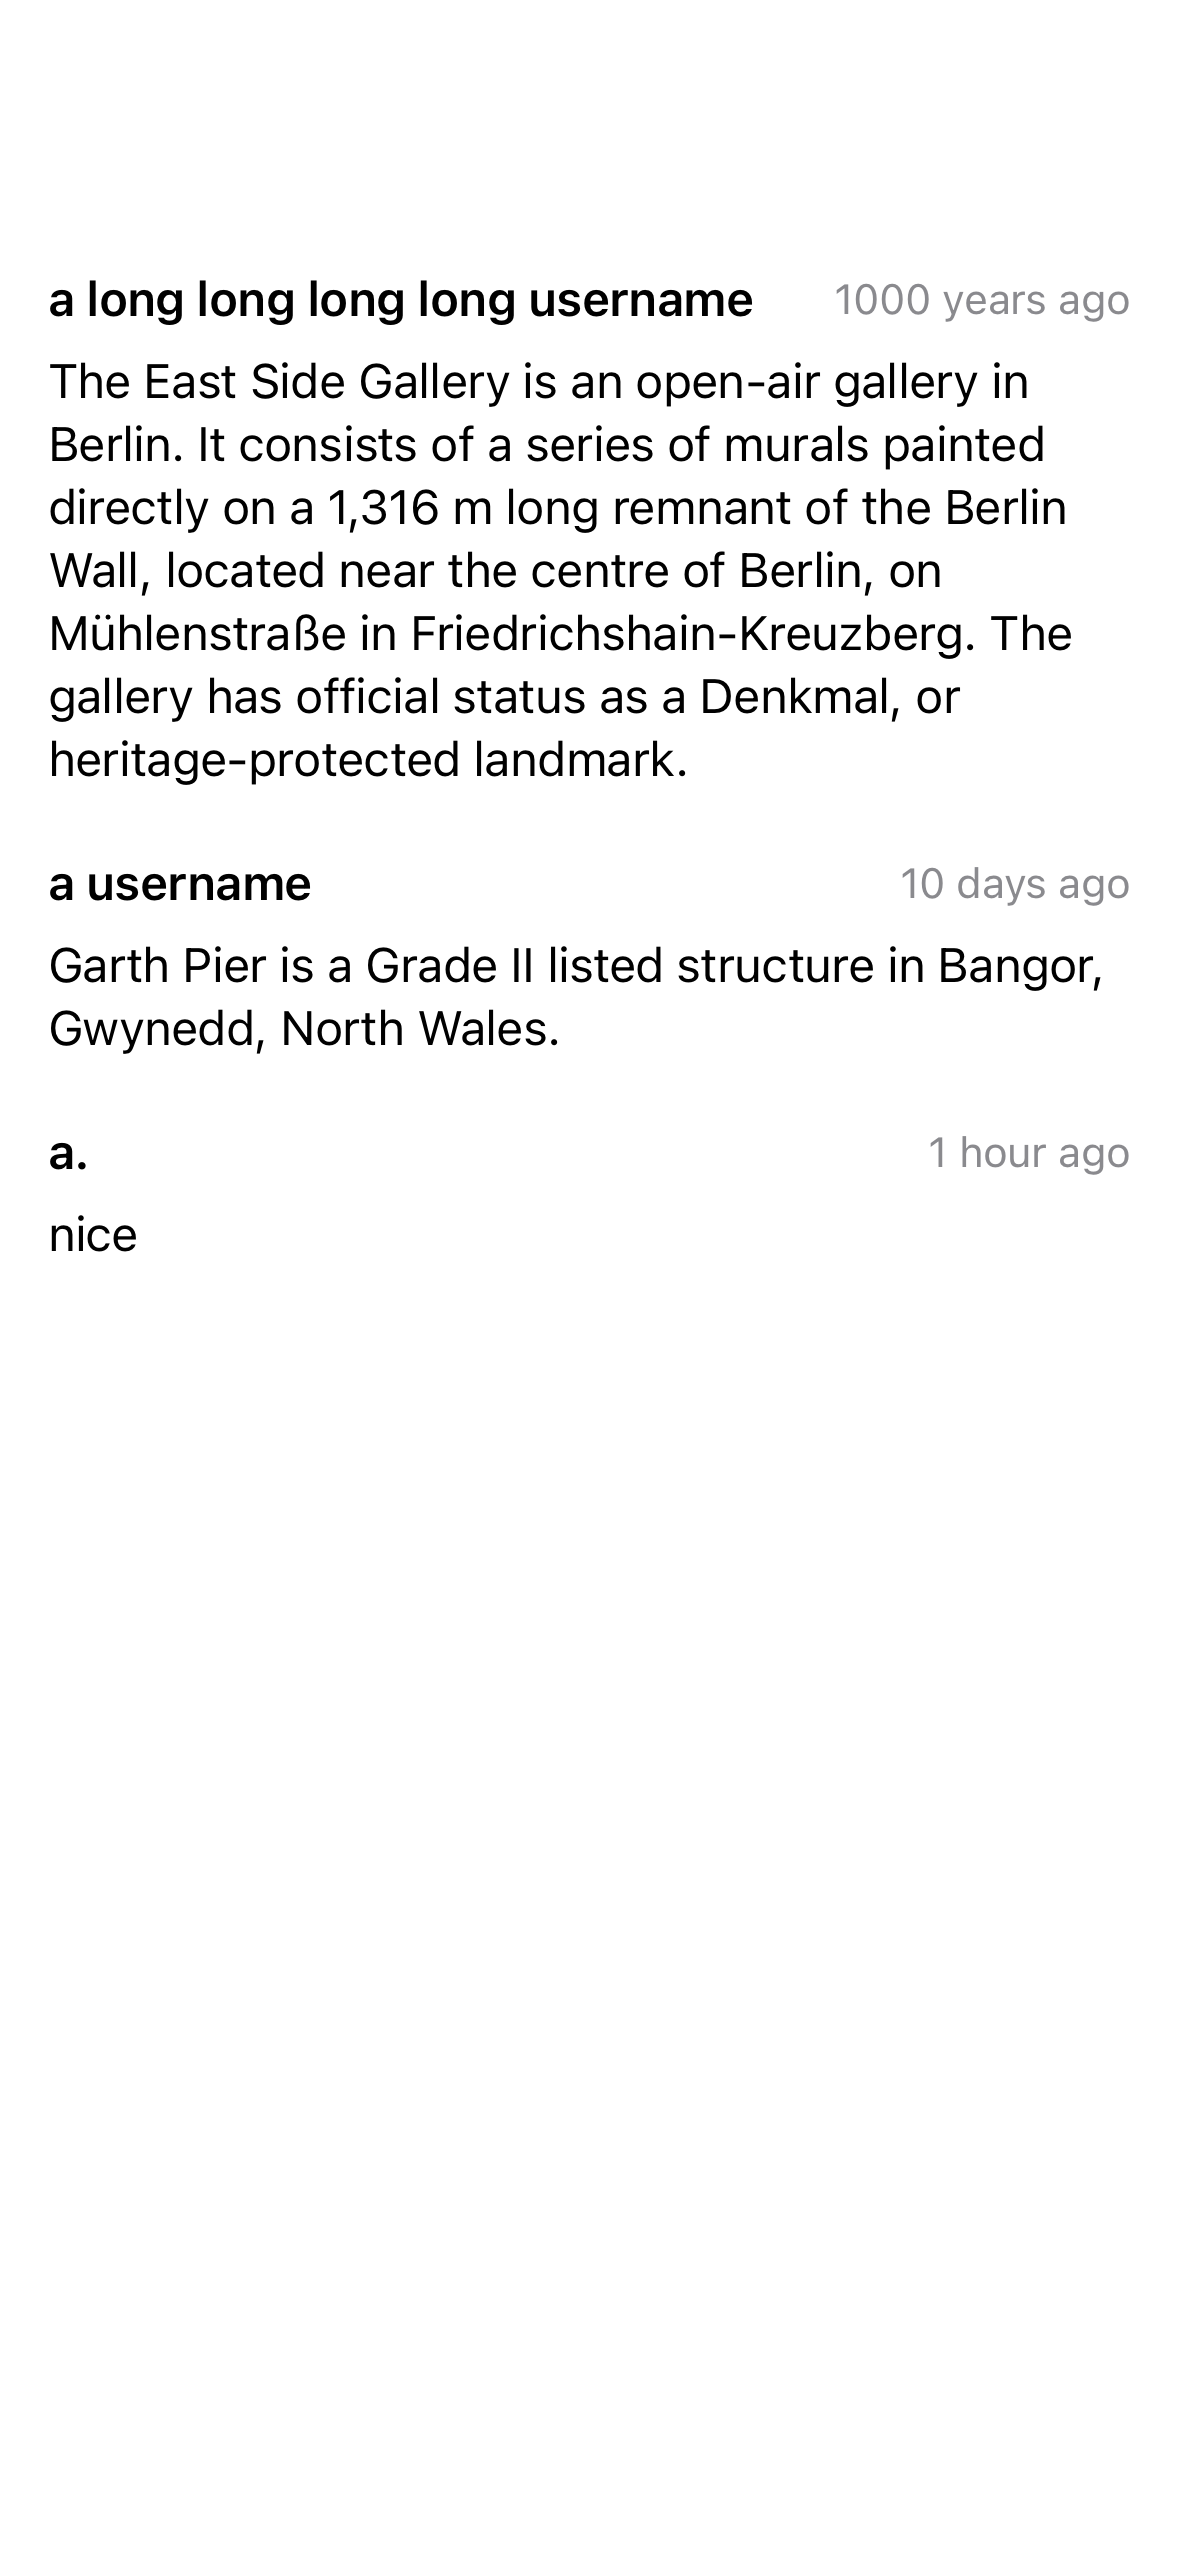 a long long long long username 1000 years ago
The East Side Gallery is an open-air gallery in
Berlin. It consists of a series of murals painted
directly on a 1,316 m long remnant of the Berlin
Wall, located near the centre of Berlin, on
Mühlenstraße in Friedrichshain-Kreuzberg. The
gallery has official status as a Denkmal, or
heritage-protected landmark.
a username 10 days ago
Garth Pier is a Grade II listed structure in Bangor,
Gwynedd, North Wales.
a. 1 hour ago
nice